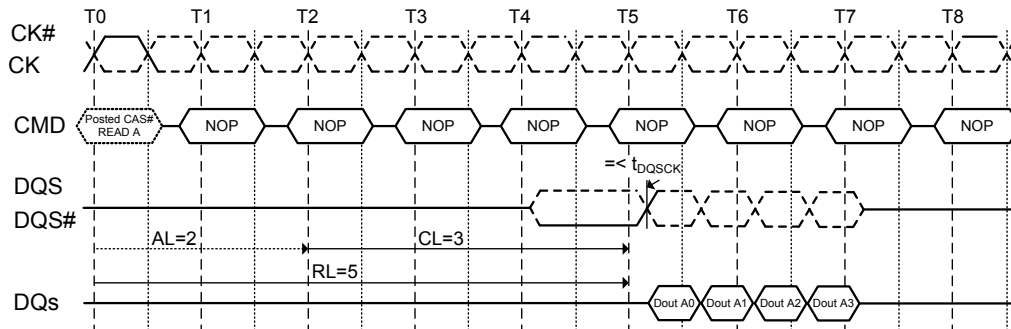 T0 T1 T2 T3 T4 T5 T6 T7 T8
CK#
CK
Posted CAS#
READ A
CMD NOP NOP NOP NOP NOP NOP NOP NOP
=< tDQSCK
DQS
DQS#
AL=2 CL=3
RL=5
DQs Dout A0 Dout A1 Dout A2 Dout A3